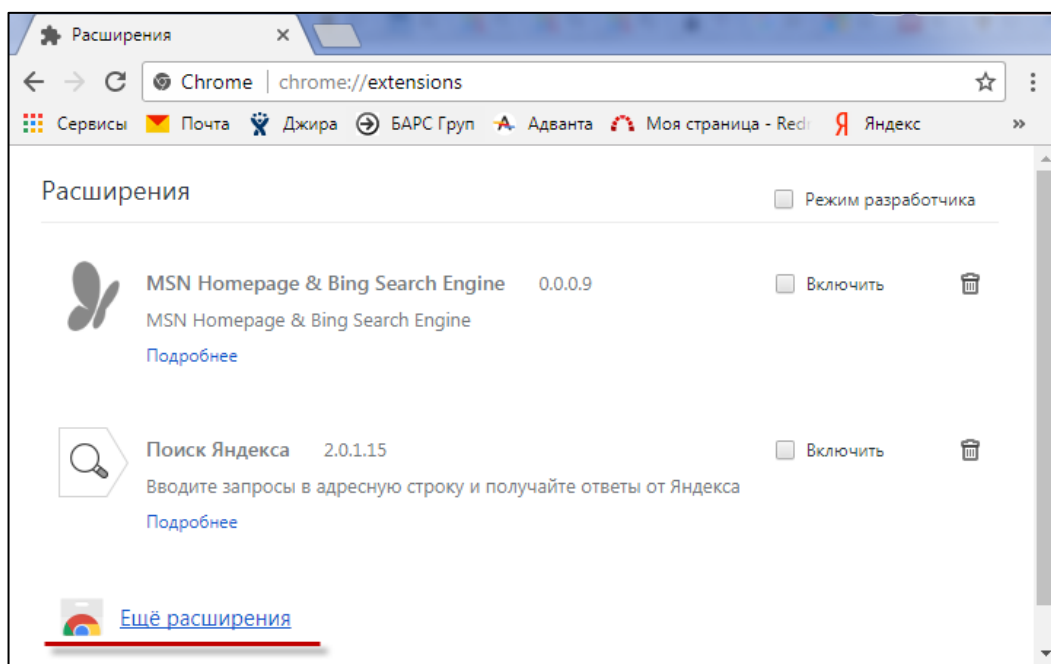 Расширения
Chrome | chrome://extensions
Сервисы Почта Джира БАРС Груп Адванта Моя страница - Red Яндекс »
Расширения Режим разработчика
MSN Homepage & Bing Search Engine 0.0.0.9 Включить
MSN Homepage & Bing Search Engine
Подробнее
Поиск Яндекса 2.0.1.15 Включить
Вводите запросы в адресную строку и получайте ответы от Яндекса
Подробнее
Ещё расширения